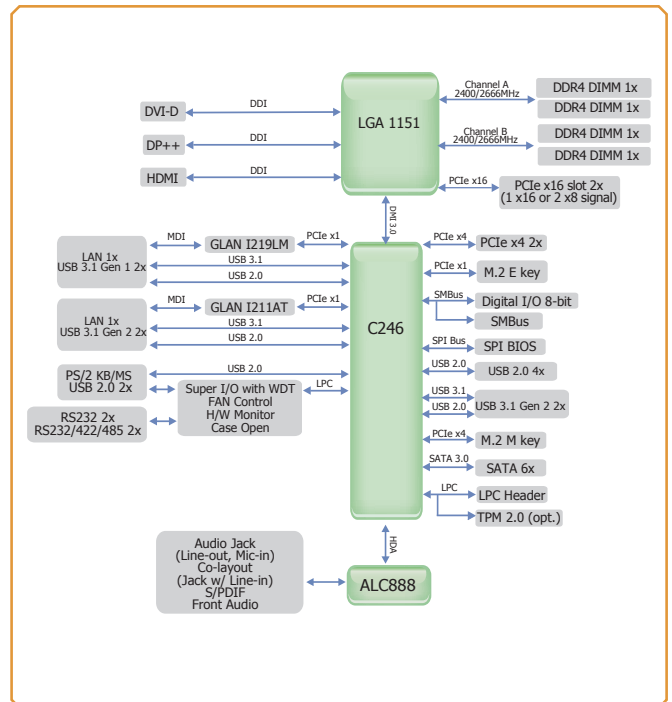 LGA 1151
DVI-D
DDI
DP++
DDI
HDMI
DDI
Channel A
2400/2666MHz
DDR4 DIMM 1x
DDR4 DIMM 1x
Channel B
2400/2666MHz
DDR4 DIMM 1x
DDR4 DIMM 1x
PCIe x16
PCIe x16 slot 2x
(1 x16 or 2 x8 signal)
DMI 3.0
C246
LAN 1x
USB 3.1 Gen 1 2x
MDI
GLAN I219LM
PCIe x1
USB 3.1
USB 2.0
LAN 1x
USB 3.1 Gen 2 2x
MDI
GLAN I211AT
PCIe x1
USB 3.1
USB 2.0
PS/2 KB/MS
USB 2.0 2x
USB 2.0
Super I/O with WDT
FAN Control
H/W Monitor
Case Open
LPC
RS232 2x
RS232/422/485 2x
PCIe x4
PCIe x4 2x
PCIe x1
M.2 E key
SMBus
Digital I/O 8-bit
SMBus
SPI Bus
SPI BIOS
USB 2.0
USB 2.0 4x
USB 3.1
USB 2.0
USB 3.1 Gen 2 2x
PCIe x4
M.2 M key
SATA 3.0
SATA 6x
LPC
LPC Header
TPM 2.0 (opt.)
HDA
Audio Jack
(Line-out, Mic-in)
Co-layout
(Jack w/ Line-in)
S/PDIF
Front Audio
ALC888